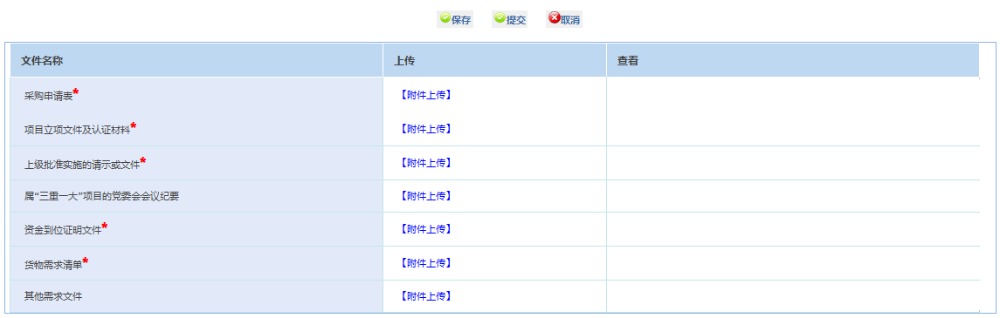 保存 提交 取消
文件名称 上传 查看
采购申请表* 【附件上传】
项目立项文件及认证材料* 【附件上传】
上级批准实施的请示或文件* 【附件上传】
属“三重一大”项目的党委会会议纪要 【附件上传】
资金到位证明文件* 【附件上传】
货物需求清单* 【附件上传】
其他需求文件 【附件上传】